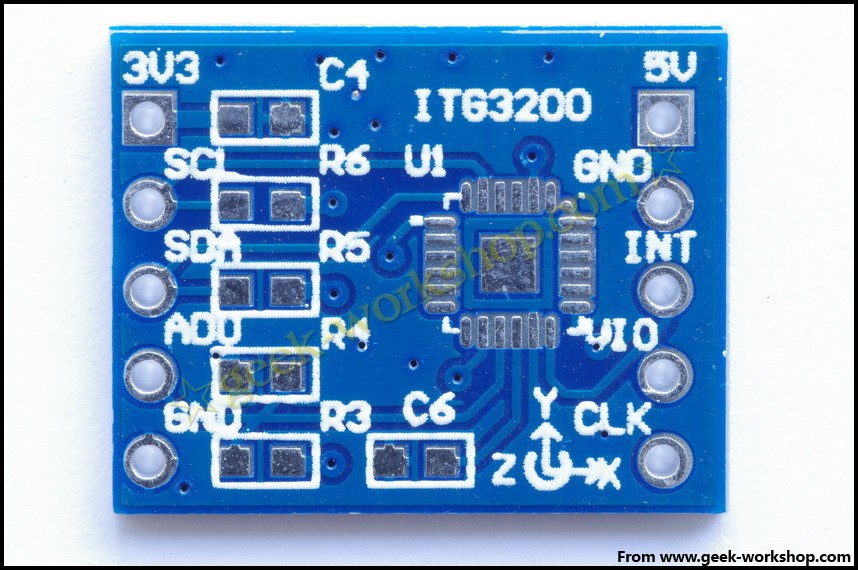 3V3
C4
5V
ITG3200
SCL
R6
U1
GND
SDA
R5
INT
ADO
R4
VIO
GND
R3
C6
Y
CLK
Z
X
geek-workshop.com
From www.geek-workshop.com